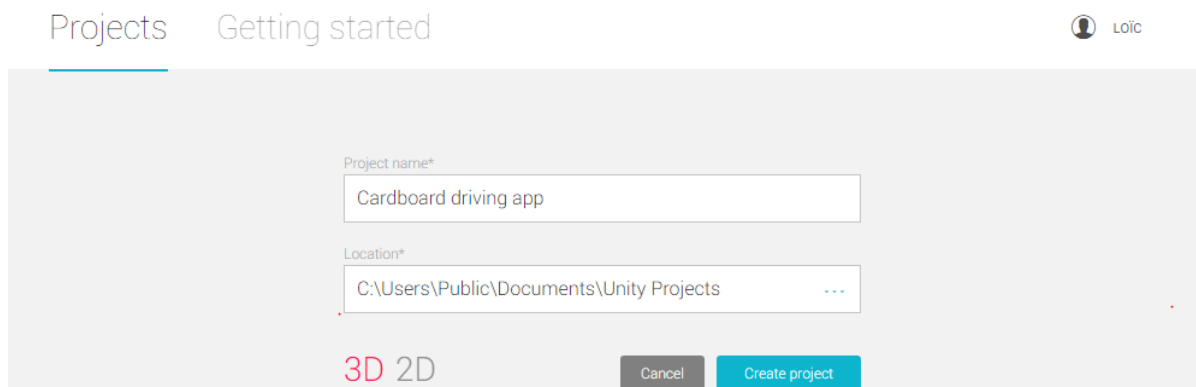 Projects Getting started LOÏC
Project name*
Cardboard driving app
Location*
C:\Users\Public\Documents\Unity Projects ...
3D 2D Cancel Create project